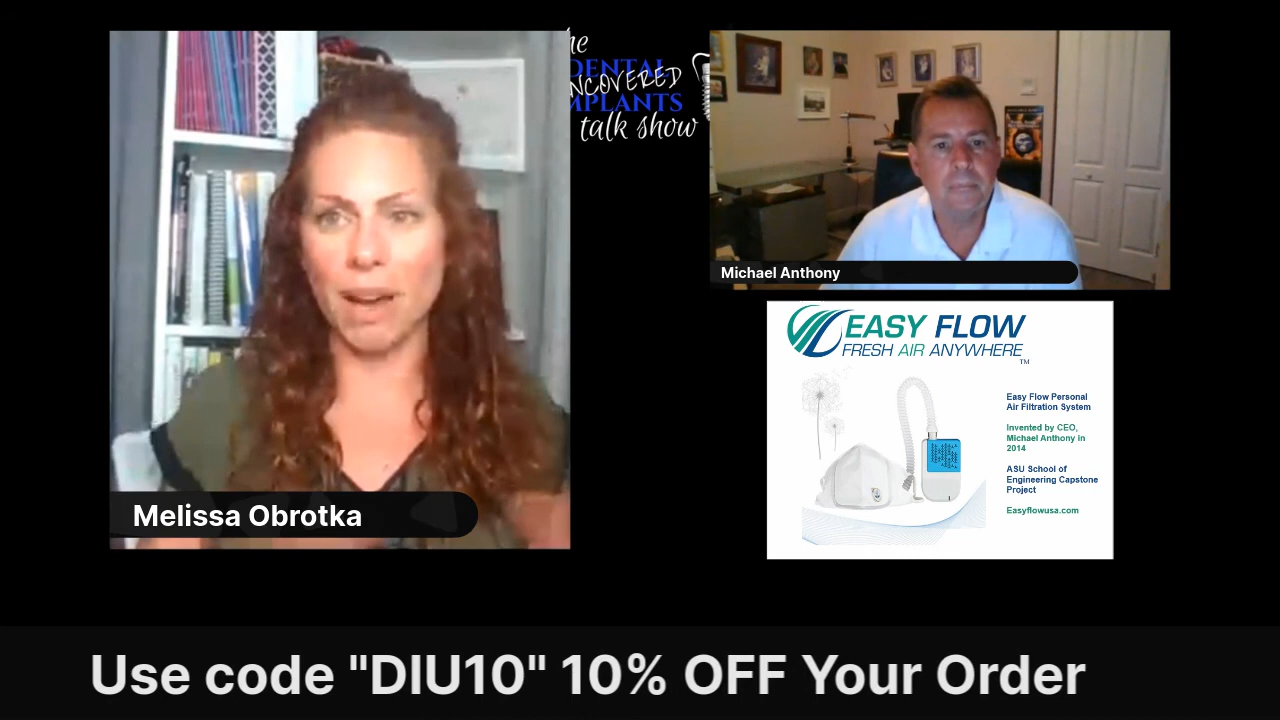 DENTAL
IMPLANTS
talk show
Michael Anthony
EASY FLOW
FRESH AIR ANYWHERE
TM
Easy Flow Personal
Air Filtration System
Invented by CEO,
Michael Anthony in
2014
ASU School of
Engineering Capstone
Project
Easyflowusa.com
Melissa Obrotka
Use code "DIU10" 10% OFF Your Order